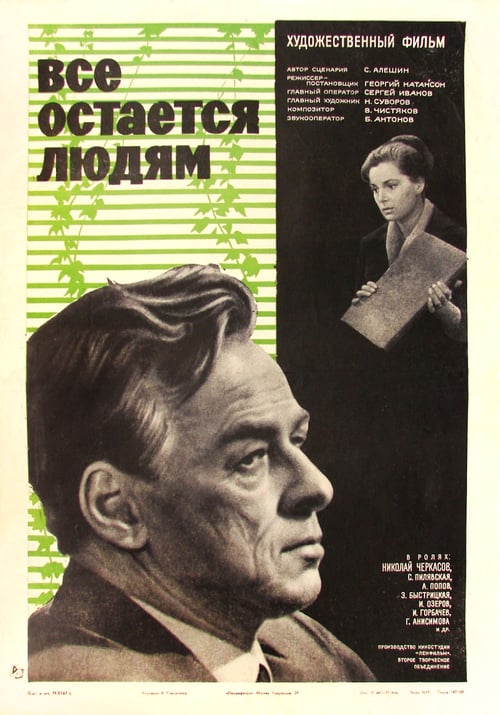 ХУДОЖЕСТВЕННЫЙ ФИЛЬМ
ВСЕ
ОСТАЕТСЯ
ЛЮДЯМ
АВТОР СЦЕНАРИЯ С. АЛЕШИН
РЕЖИССЕР-
ПОСТАНОВЩИК ГЕОРГИЙ НАТАНСОН
ГЛАВНЫЙ ОПЕРАТОР СЕРГЕЙ ИВАНОВ
ГЛАВНЫЙ ХУДОЖНИК Н. СУВОРОВ
КОМПОЗИТОР В. ЧИСТЯКОВ
ЗВУКООПЕРАТОР Б. АНТОНОВ
В РОЛЯХ:
НИКОЛАЙ ЧЕРКАСОВ,
С. ПИЛЯВСКАЯ,
А. ПОПОВ,
Э. БЫСТРИЦКАЯ,
И. ОЗЕРОВ,
И. ГОРБАЧЕВ,
Г. АНИСИМОВА
И ДР.
ПРОИЗВОДСТВО КИНОСТУДИИ
«ЛЕНФИЛЬМ»,
ВТОРОЕ ТВОРЧЕСКОЕ
ОБЪЕДИНЕНИЕ